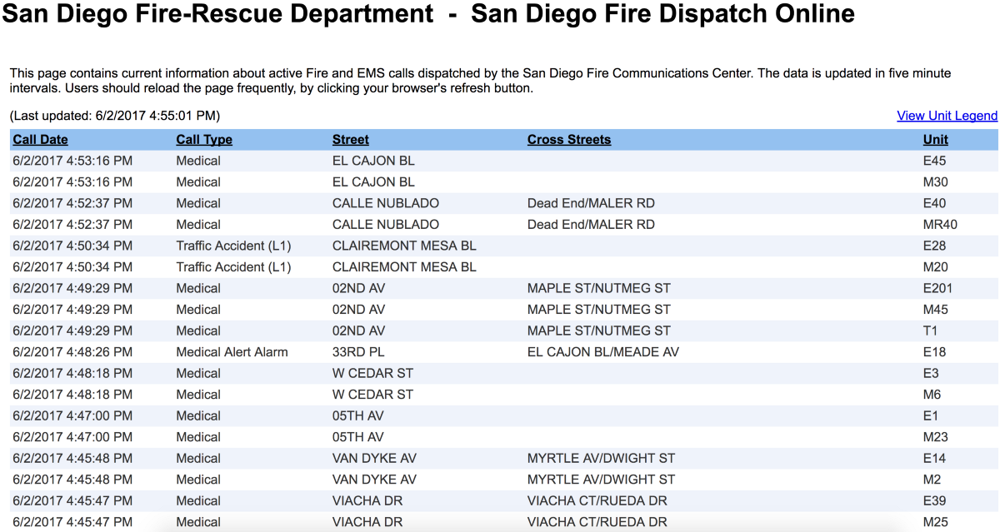 San Diego Fire-Rescue Department - San Diego Fire Dispatch Online
This page contains current information about active Fire and EMS calls dispatched by the San Diego Fire Communications Center. The data is updated in five minute
intervals. Users should reload the page frequently, by clicking your browser's refresh button.
(Last updated: 6/2/2017 4:55:01 PM) View Unit Legend
Call Date Call Type Street Cross Streets Unit
6/2/2017 4:53:16 PM Medical EL CAJON BL E45
6/2/2017 4:53:16 PM Medical EL CAJON BL M30
6/2/2017 4:52:37 PM Medical CALLE NUBLADO Dead End/MALER RD E40
6/2/2017 4:52:37 PM Medical CALLE NUBLADO Dead End/MALER RD MR40
6/2/2017 4:50:34 PM Traffic Accident (L1) CLAIREMONT MESA BL E28
6/2/2017 4:50:34 PM Traffic Accident (L1) CLAIREMONT MESA BL M20
6/2/2017 4:49:29 PM Medical 02ND AV MAPLE ST/NUTMEG ST E201
6/2/2017 4:49:29 PM Medical 02ND AV MAPLE ST/NUTMEG ST M45
6/2/2017 4:49:29 PM Medical 02ND AV MAPLE ST/NUTMEG ST T1
6/2/2017 4:48:26 PM Medical Alert Alarm 33RD PL EL CAJON BL/MEADE AV E18
6/2/2017 4:48:18 PM Medical W CEDAR ST E3
6/2/2017 4:48:18 PM Medical W CEDAR ST M6
6/2/2017 4:47:00 PM Medical 05TH AV E1
6/2/2017 4:47:00 PM Medical 05TH AV M23
6/2/2017 4:45:48 PM Medical VAN DYKE AV MYRTLE AV/DWIGHT ST E14
6/2/2017 4:45:48 PM Medical VAN DYKE AV MYRTLE AV/DWIGHT ST M2
6/2/2017 4:45:47 PM Medical VIACHA DR VIACHA CT/RUEDA DR E39
6/2/2017 4:45:47 PM Medical VIACHA DR VIACHA CT/RUEDA DR M25